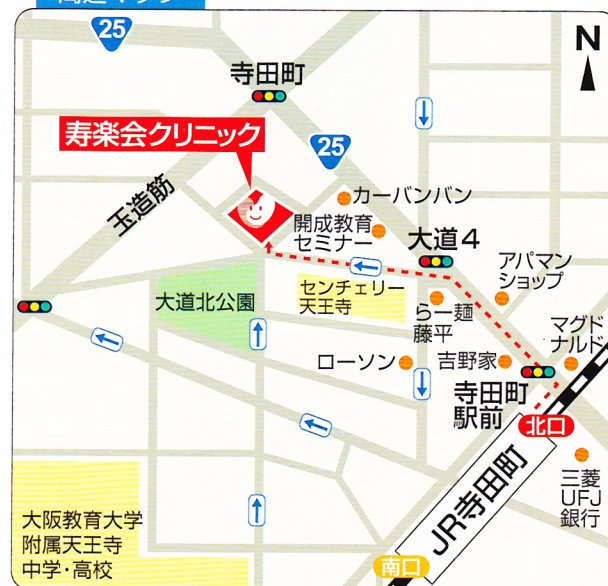 25
N
寺田町
寿楽会クリニック
25
カーバンバン
玉造筋
開成教育
セミナー
大道4
アパマン
ショップ
センチェリー
天王寺
大道北公園
らー麺
藤平
マグド
ナルド
ローソン
吉野家
寺田町
駅前
北口
JR寺田町
三菱
UFJ
銀行
大阪教育大学
附属天王寺
中学・高校
南口